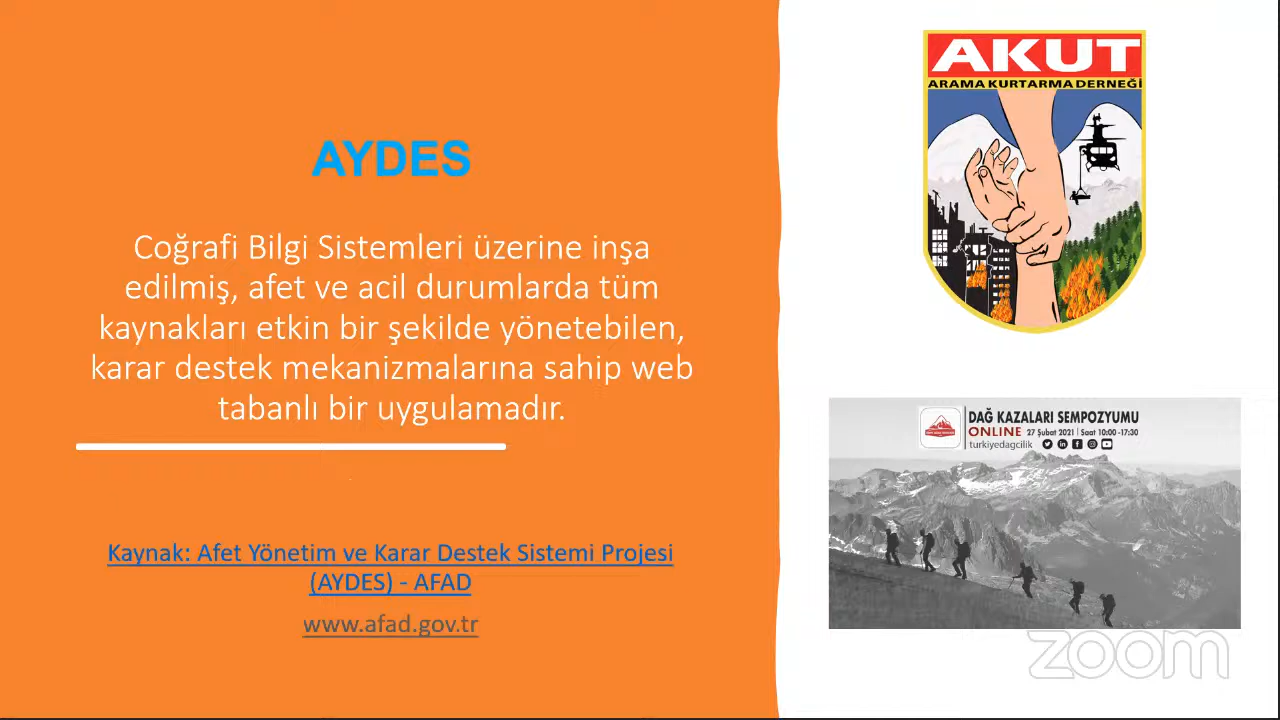 AYDES
Coğrafi Bilgi Sistemleri üzerine inşa
edilmiş, afet ve acil durumlarda tüm
kaynakları etkin bir şekilde yönetebilen,
karar destek mekanizmalarına sahip web
tabanlı bir uygulamadır.
Kaynak: Afet Yönetim ve Karar Destek Sistemi Projesi
(AYDES) - AFAD
www.afad.gov.tr
AKUT
ARAMA KURTARMA DERNEĞİ
DAĞ KAZALARI SEMPOZYUMU
ONLINE 27 Şubat 2021 | Saat 10:00-17:30
turkiyedagcilik
zoom